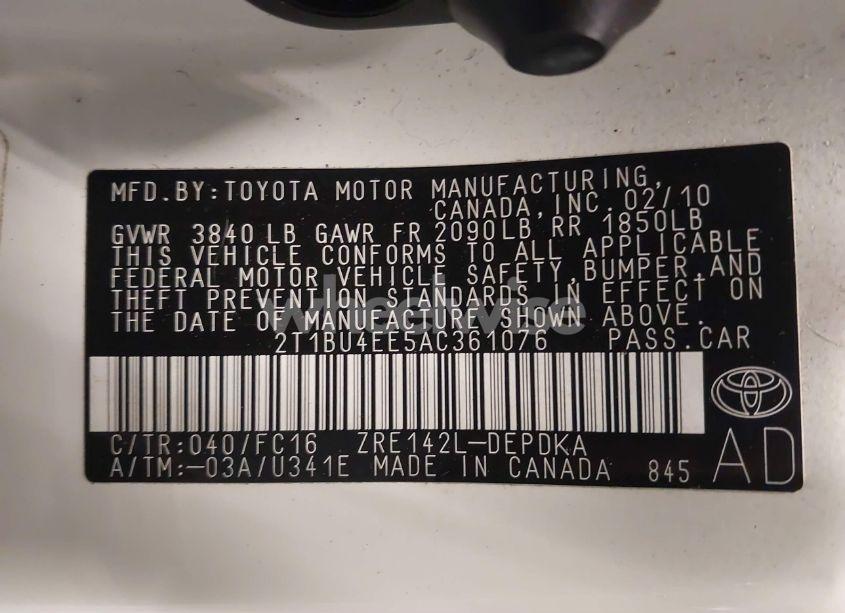 MFD.BY:TOYOTA MOTOR MANUFACTURING,
CANADA,INC. 02/10
GVWR 3840 LB GAWR FR 2090LB RR 1850LB
THIS VEHICLE CONFORMS TO ALL APPLICABLE
FEDERAL MOTOR VEHICLE SAFETY,BUMPER,AND
THEFT PREVENTION STANDARDS IN EFFECT ON
THE DATE OF MANUFACTURE SHOWN ABOVE.
wheelwise
2T1BU4EE5AC361076 PASS.CAR
C/TR:040/FC16 ZRE142L-DEPDKA
A/TM:-03A/U341E MADE IN CANADA 845
AD